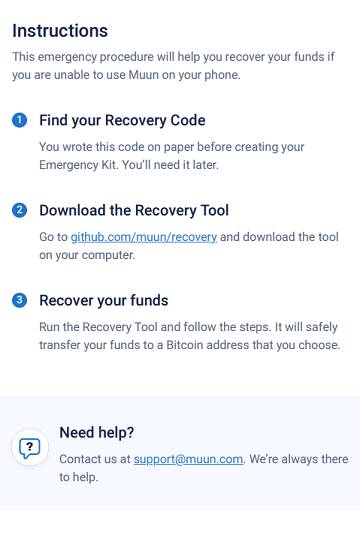 Instructions
This emergency procedure will help you recover your funds if
you are unable to use Muun on your phone.
1 Find your Recovery Code
You wrote this code on paper before creating your
Emergency Kit. You'll need it later.
2 Download the Recovery Tool
Go to github.com/muun/recovery and download the tool
on your computer.
3 Recover your funds
Run the Recovery Tool and follow the steps. It will safely
transfer your funds to a Bitcoin address that you choose.
?
Need help?
Contact us at support@muun.com. We're always there
to help.